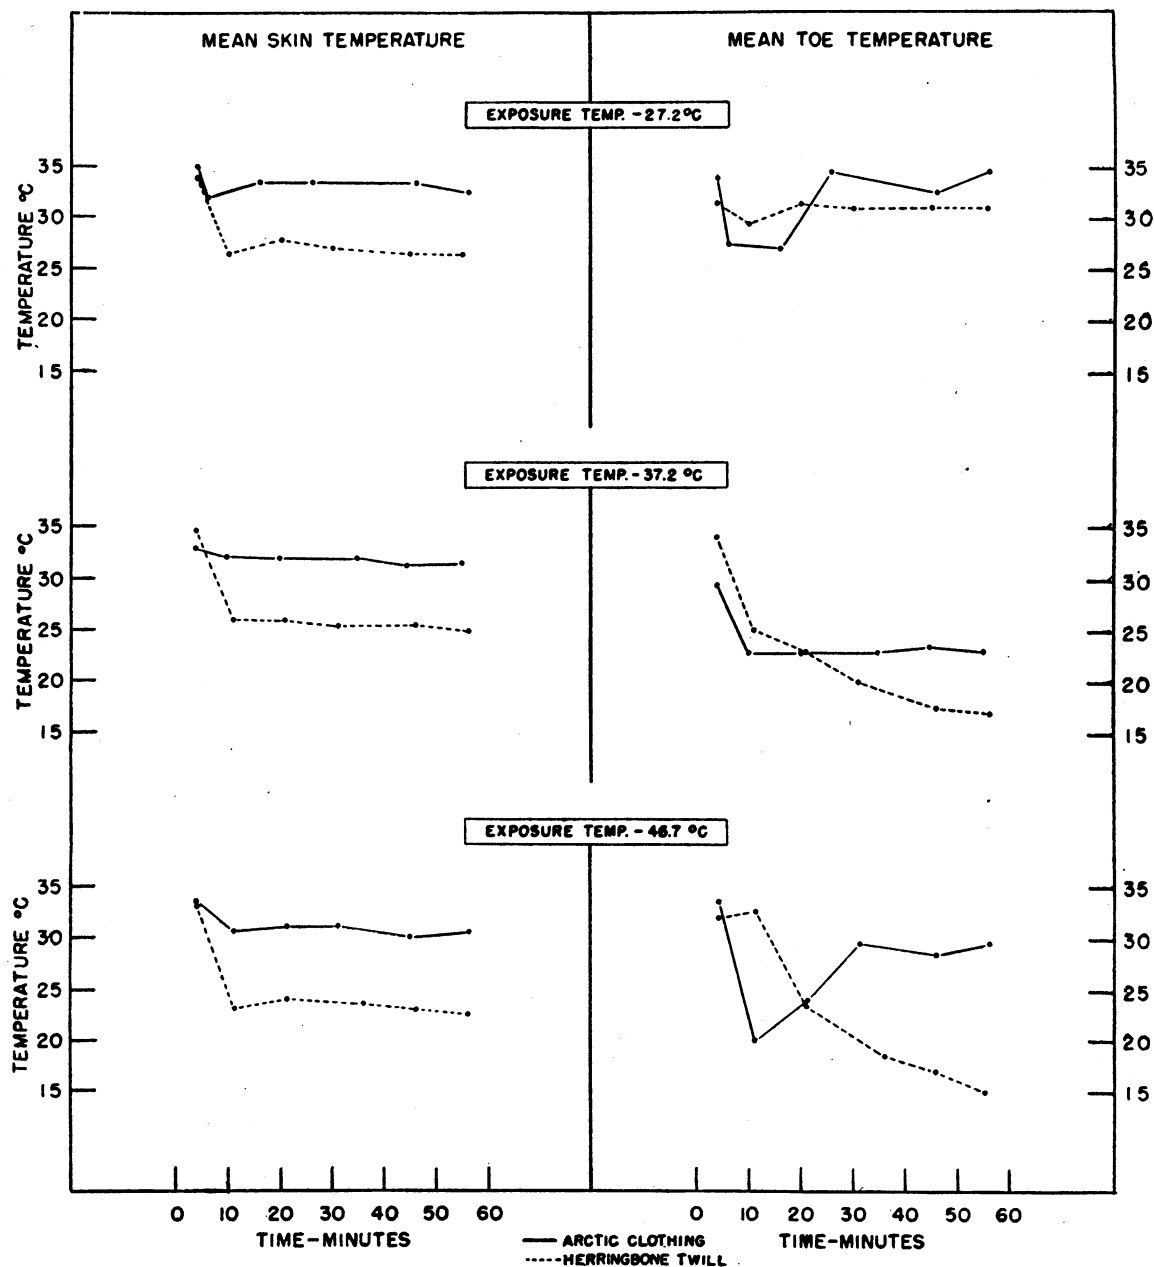 MEAN SKIN TEMPERATURE
MEAN TOE TEMPERATURE
EXPOSURE TEMP. -27.2°C
TEMPERATURE °C
35
30
25
20
15
35
30
25
20
15
EXPOSURE TEMP. -37.2 °C
TEMPERATURE °C
35
30
25
20
15
35
30
25
20
15
EXPOSURE TEMP. -46.7 °C
TEMPERATURE °C
35
30
25
20
15
35
30
25
20
15
0 10 20 30 40 50 60
0 10 20 30 40 50 60
TIME-MINUTES
TIME-MINUTES
ARCTIC CLOTHING
HERRINGBONE TWILL